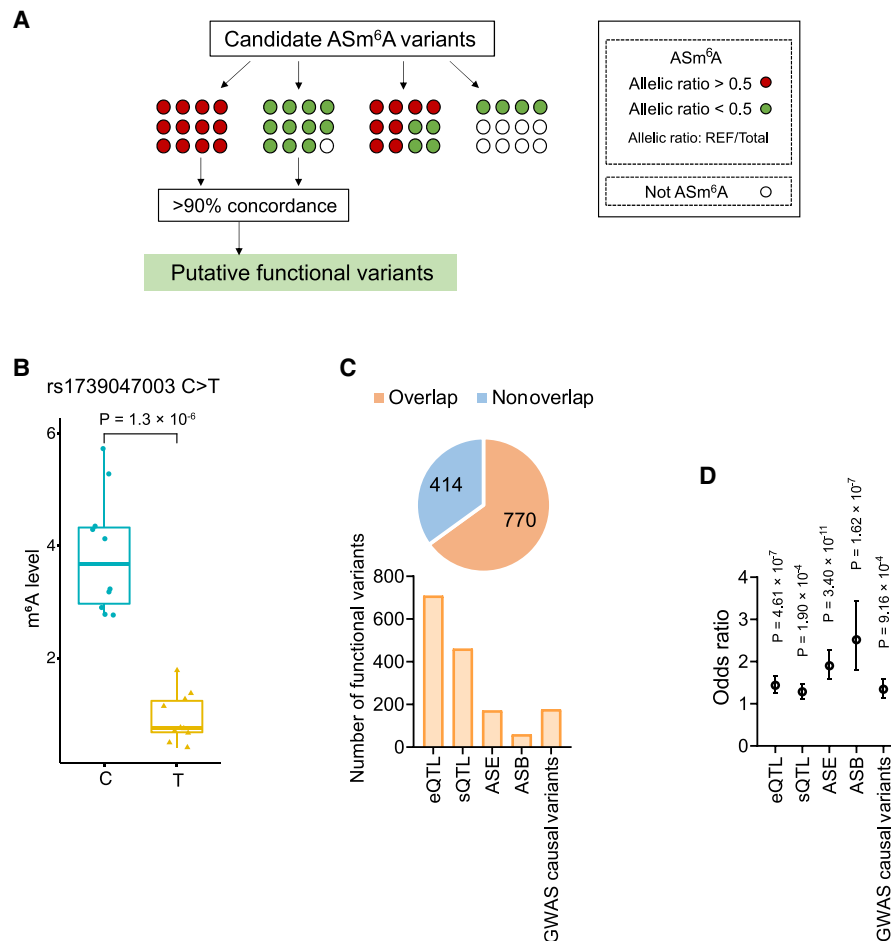 A
Candidate ASm⁶A variants
>90% concordance
Putative functional variants
ASm⁶A
Allelic ratio > 0.5
Allelic ratio < 0.5
Allelic ratio: REF/Total
Not ASm⁶A
B
rs1739047003 C>T
P = 1.3 × 10⁻⁶
6
4
2
m⁶A level
C
T
C
Overlap
Nonoverlap
414
770
800
600
400
200
0
Number of functional variants
eQTL
sQTL
ASE
ASB
GWAS causal variants
D
P = 4.61 × 10⁻⁷
P = 1.90 × 10⁻⁴
P = 3.40 × 10⁻¹¹
P = 1.62 × 10⁻⁷
P = 9.16 × 10⁻⁴
4
3
2
1
0
Odds ratio
eQTL
sQTL
ASE
ASB
GWAS causal variants